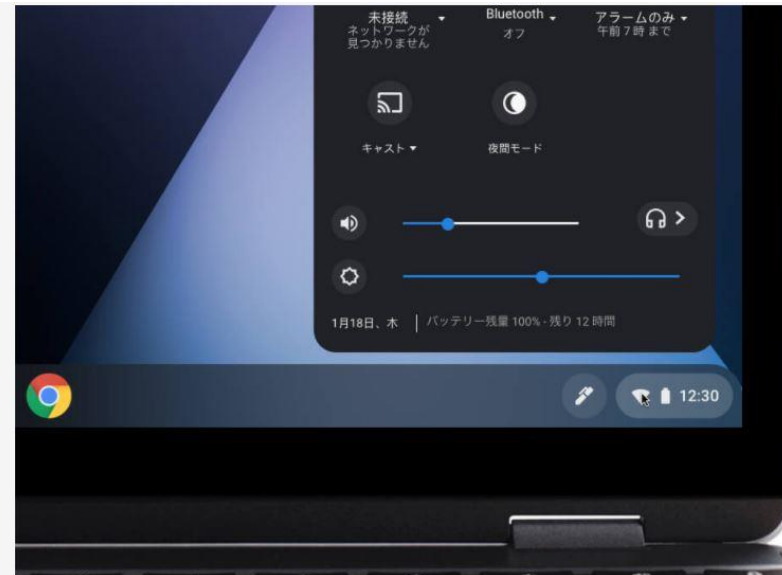 未接続
ネットワークが
見つかりません
Bluetooth
オフ
アラームのみ
午前 7 時 まで
キャスト
夜間モード
1月18日、木 | バッテリー残量 100% - 残り 12 時間
12:30